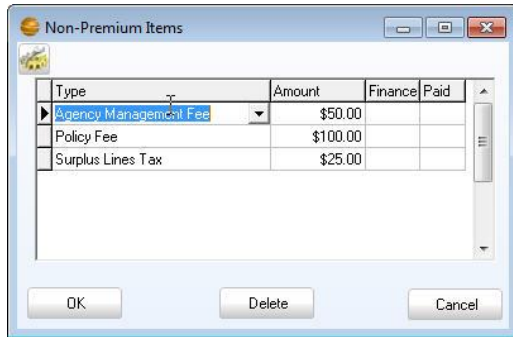 Non-Premium Items
Type Amount Finance Paid
Agency Management Fee $50.00
Policy Fee $100.00
Surplus Lines Tax $25.00
OK Delete Cancel